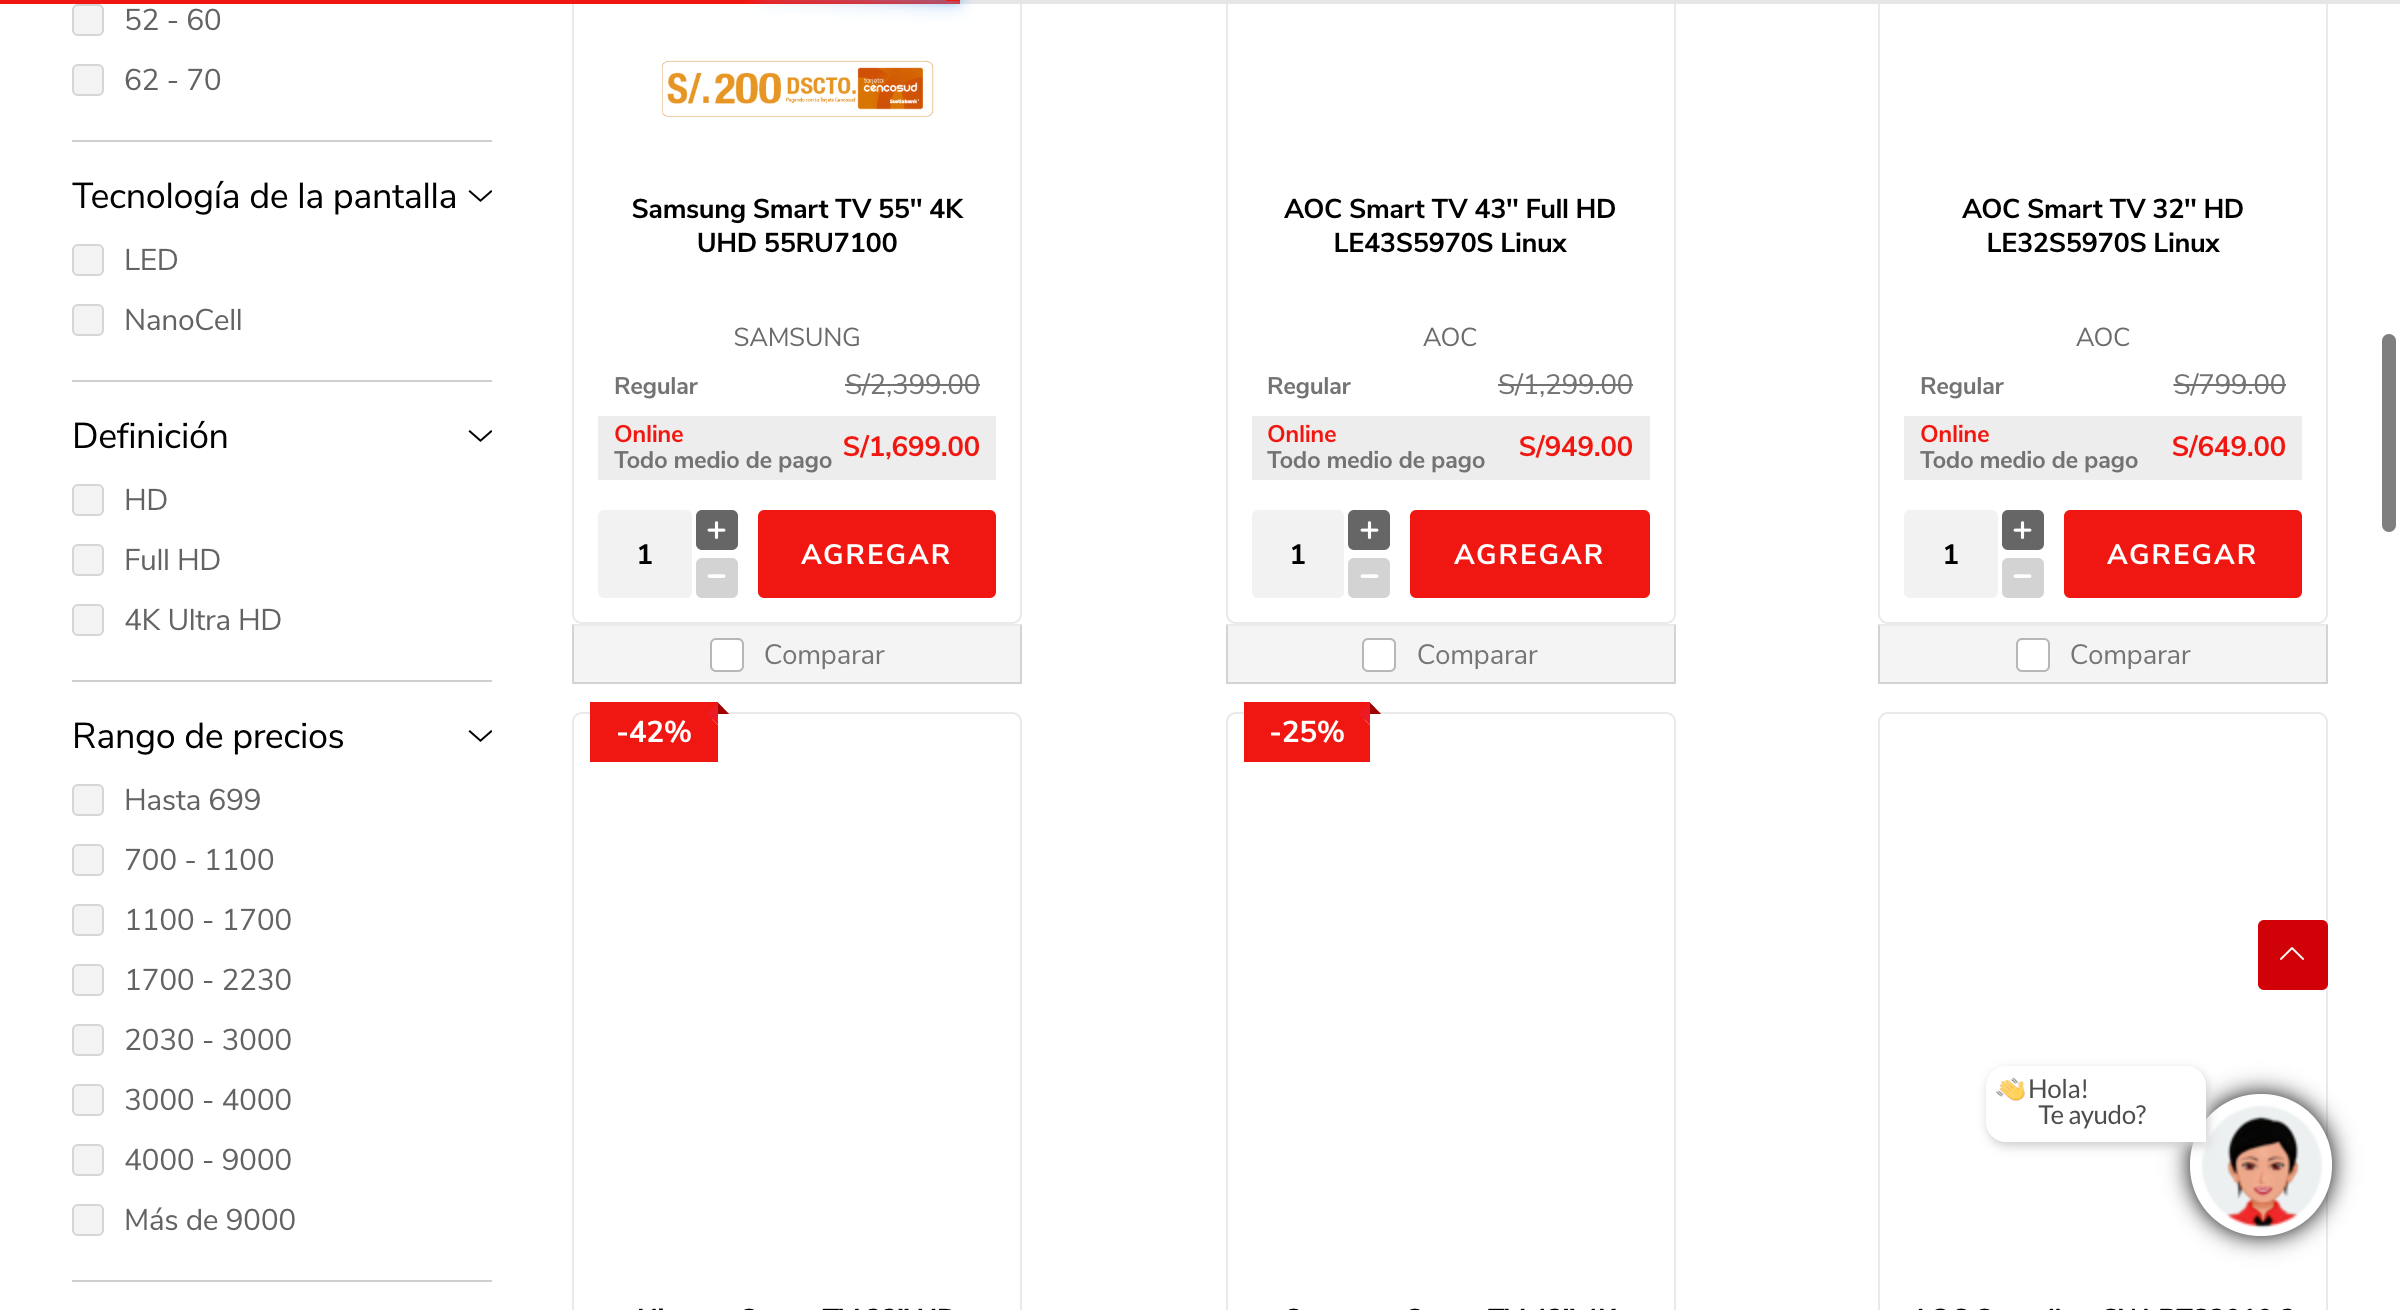 52 - 60
62 - 70
Tecnología de la pantalla
LED
NanoCell
Definición
HD
Full HD
4K Ultra HD
Rango de precios
Hasta 699
700 - 1100
1100 - 1700
1700 - 2230
2030 - 3000
3000 - 4000
4000 - 9000
Más de 9000
S/.200 DSCTO.
tarjeta
cencosud
Scotiabank
Samsung Smart TV 55" 4K
UHD 55RU7100
SAMSUNG
Regular S/2,399.00
Online
Todo medio de pago S/1,699.00
1 + − AGREGAR
Comparar
AOC Smart TV 43" Full HD
LE43S5970S Linux
AOC
Regular S/1,299.00
Online
Todo medio de pago S/949.00
1 + − AGREGAR
Comparar
AOC Smart TV 32" HD
LE32S5970S Linux
AOC
Regular S/799.00
Online
Todo medio de pago S/649.00
1 + − AGREGAR
Comparar
-42%
-25%
👋Hola!
Te ayudo?